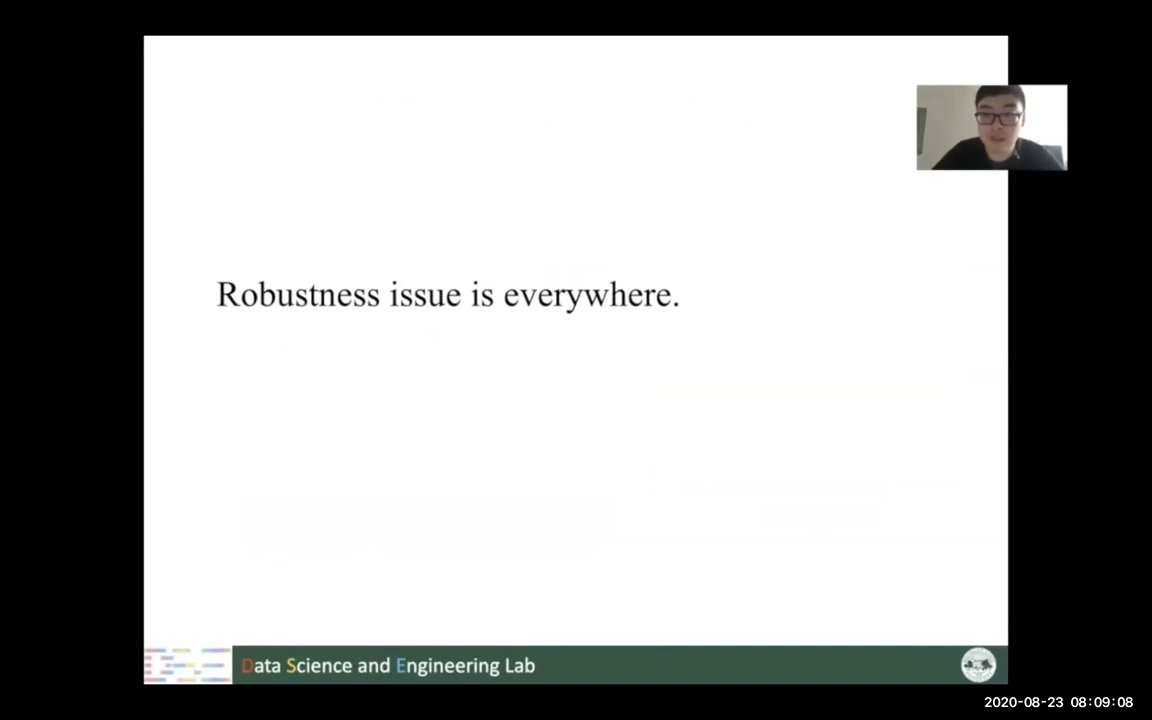 Robustness issue is everywhere.
Data Science and Engineering Lab
2020-08-23 08:09:08